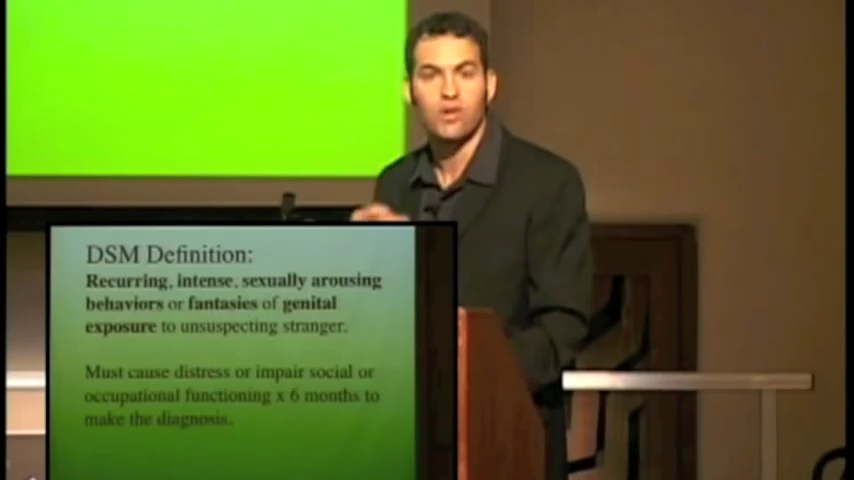 DSM Definition:
Recurring, intense, sexually arousing
behaviors or fantasies of genital
exposure to unsuspecting stranger.
Must cause distress or impair social or
occupational functioning x 6 months to
make the diagnosis.